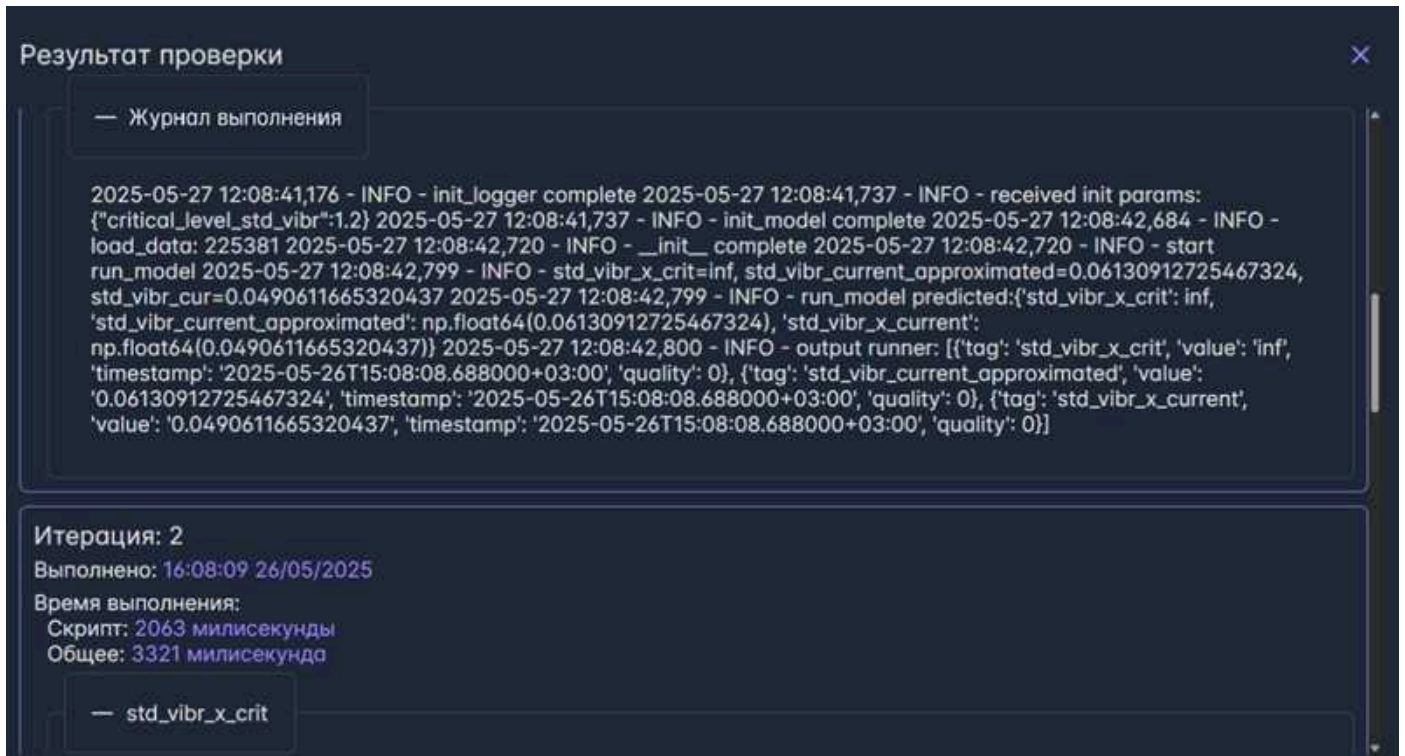 Результат проверки
— Журнал выполнения
2025-05-27 12:08:41,176 - INFO - init_logger complete 2025-05-27 12:08:41,737 - INFO - received init params:
{"critical_level_std_vibr":1.2} 2025-05-27 12:08:41,737 - INFO - init_model complete 2025-05-27 12:08:42,684 - INFO -
load_data: 225381 2025-05-27 12:08:42,720 - INFO - __init__ complete 2025-05-27 12:08:42,720 - INFO - start
run_model 2025-05-27 12:08:42,799 - INFO - std_vibr_x_crit=inf, std_vibr_current_approximated=0.06130912725467324,
std_vibr_cur=0.0490611665320437 2025-05-27 12:08:42,799 - INFO - run_model predicted:{'std_vibr_x_crit': inf,
'std_vibr_current_approximated': np.float64(0.06130912725467324), 'std_vibr_x_current':
np.float64(0.0490611665320437)} 2025-05-27 12:08:42,800 - INFO - output runner: [{'tag': 'std_vibr_x_crit', 'value': 'inf',
'timestamp': '2025-05-26T15:08:08.688000+03:00', 'quality': 0}, {'tag': 'std_vibr_current_approximated', 'value':
'0.06130912725467324', 'timestamp': '2025-05-26T15:08:08.688000+03:00', 'quality': 0}, {'tag': 'std_vibr_x_current',
'value': '0.0490611665320437', 'timestamp': '2025-05-26T15:08:08.688000+03:00', 'quality': 0}]
Итерация: 2
Выполнено: 16:08:09 26/05/2025
Время выполнения:
Скрипт: 2063 милисекунды
Общее: 3321 милисекунда
— std_vibr_x_crit